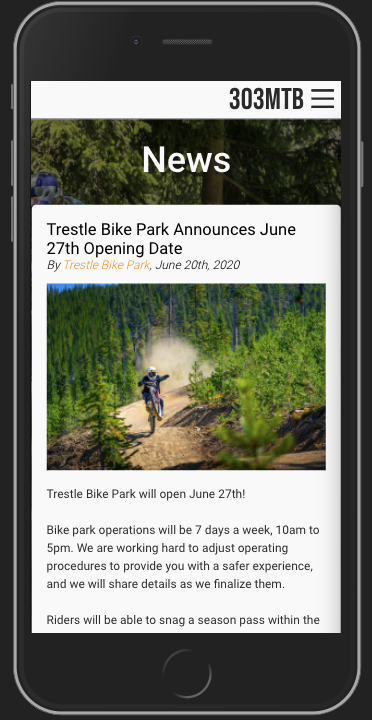 303MTB
News
Trestle Bike Park Announces June
27th Opening Date
By Trestle Bike Park, June 20th, 2020
Trestle Bike Park will open June 27th!
Bike park operations will be 7 days a week, 10am to
5pm. We are working hard to adjust operating
procedures to provide you with a safer experience,
and we will share details as we finalize them.
Riders will be able to snag a season pass within the